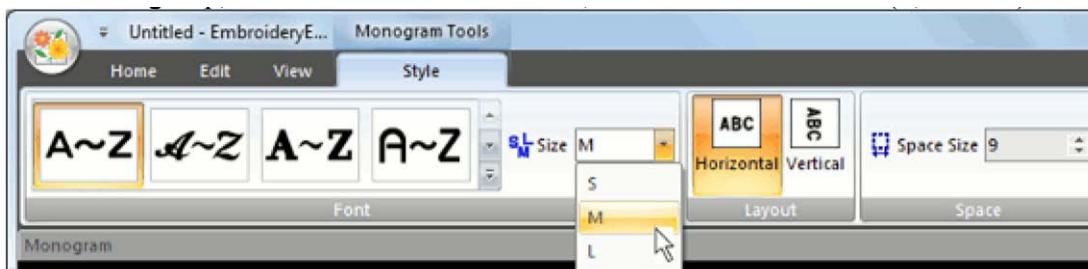 Untitled - EmbroideryE... Monogram Tools
Home Edit View Style
A~Z A~Z A~Z A~Z
S L M Size M
ABC Horizontal
ABC Vertical
Space Size 9
S
M
L
Font Layout Space
Monogram